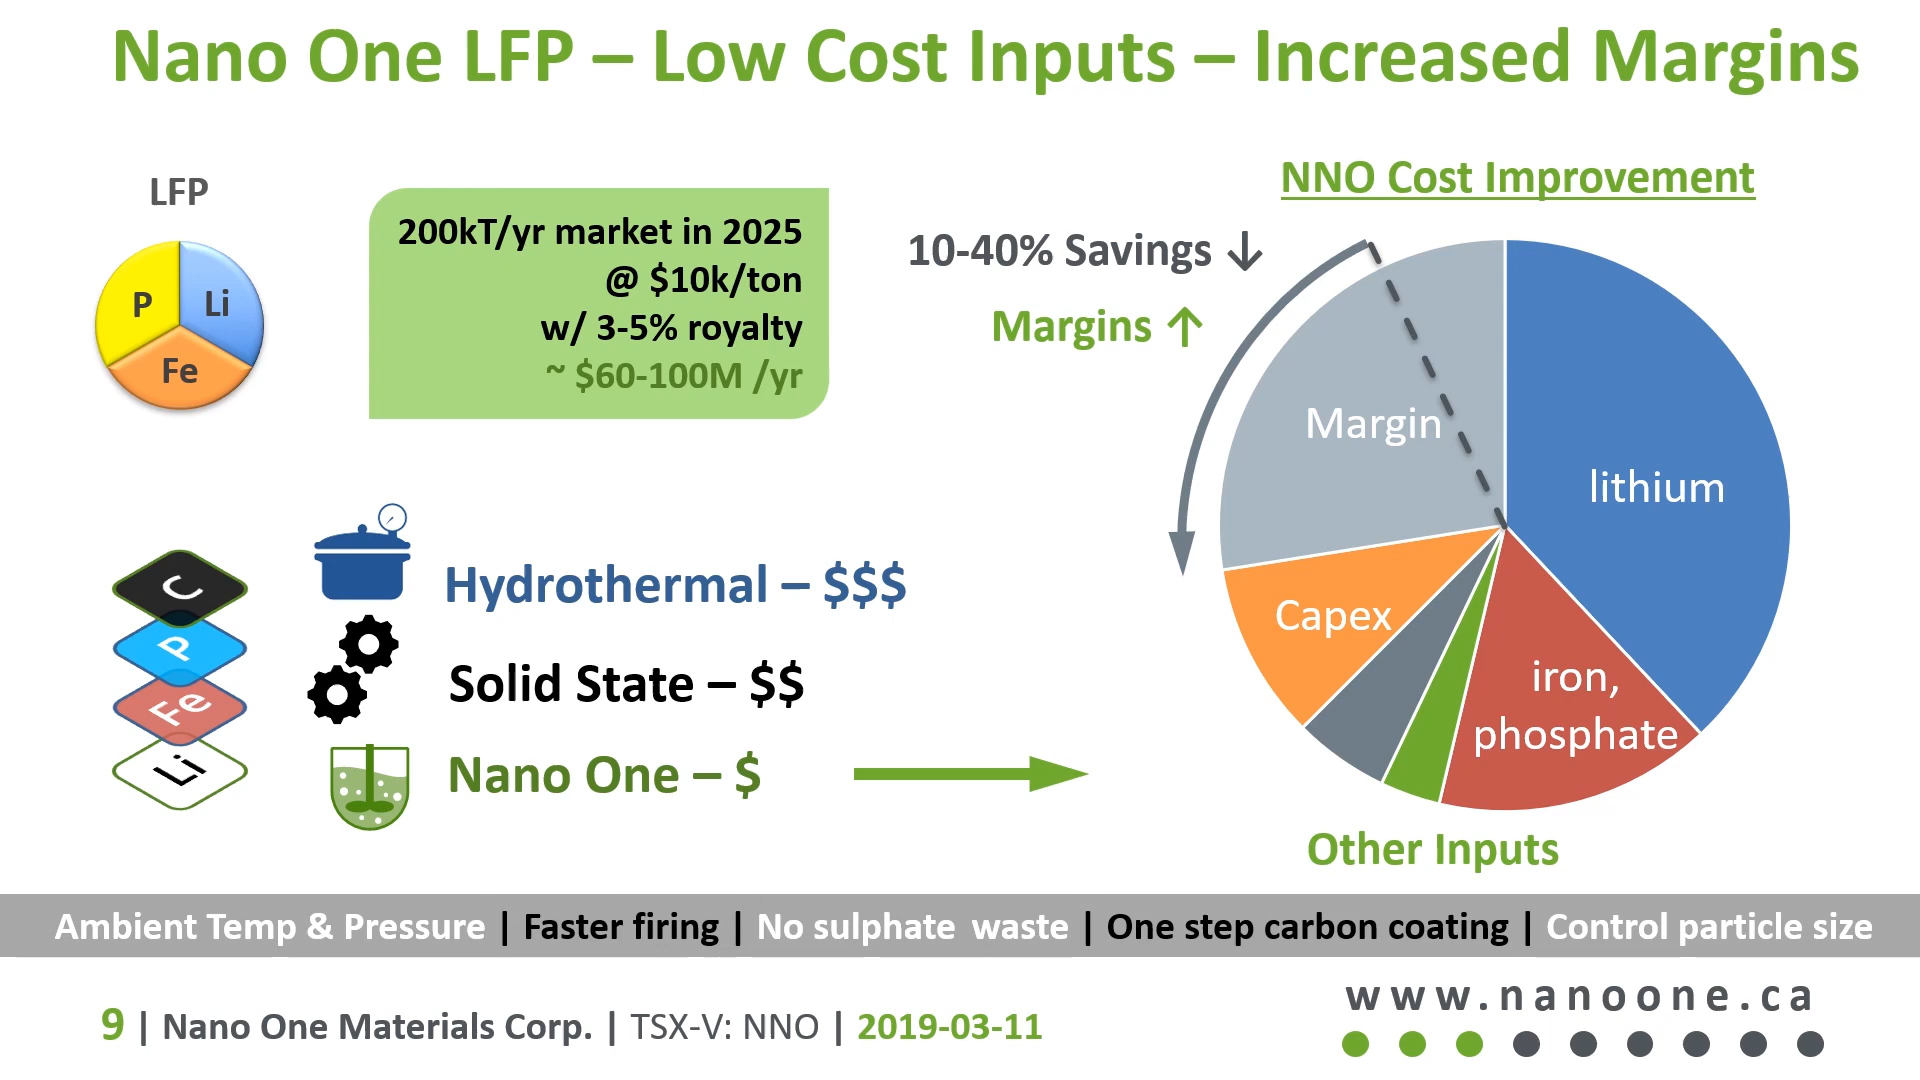 Nano One LFP – Low Cost Inputs – Increased Margins
LFP
P
Li
Fe
200kT/yr market in 2025
@ $10k/ton
w/ 3-5% royalty
~ $60-100M /yr
NNO Cost Improvement
10-40% Savings ↓
Margins ↑
Margin
lithium
Capex
iron,
phosphate
Other Inputs
C
P
Fe
Li
Hydrothermal – $$$
Solid State – $$
Nano One – $
Ambient Temp & Pressure | Faster firing | No sulphate waste | One step carbon coating | Control particle size
9 | Nano One Materials Corp. | TSX-V: NNO | 2019-03-11
www.nanoone.ca